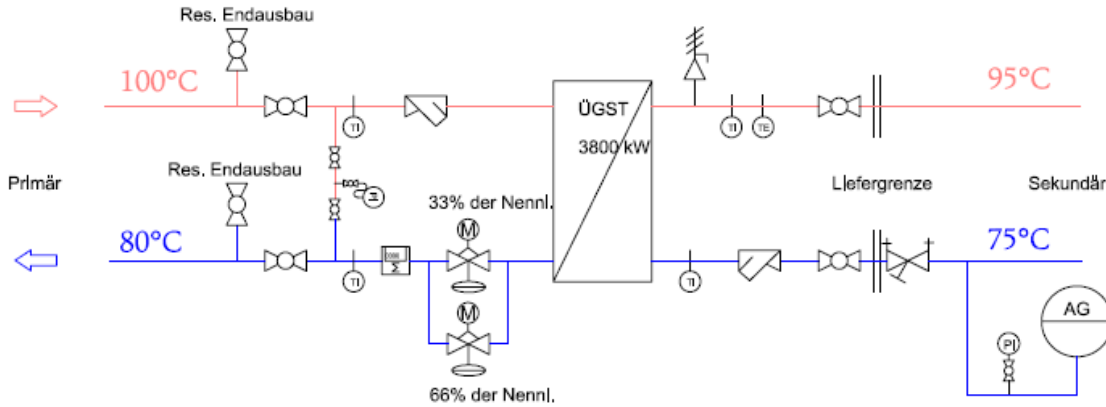 Res. Endausbau
100°C
95°C
TI
TI
TE
ÜGST
3800 kW
Res. Endausbau
Primär
33% der Nennl.
Liefergrenze
Sekundär
80°C
M
75°C
TI
Σ
TI
M
AG
PI
66% der Nennl.